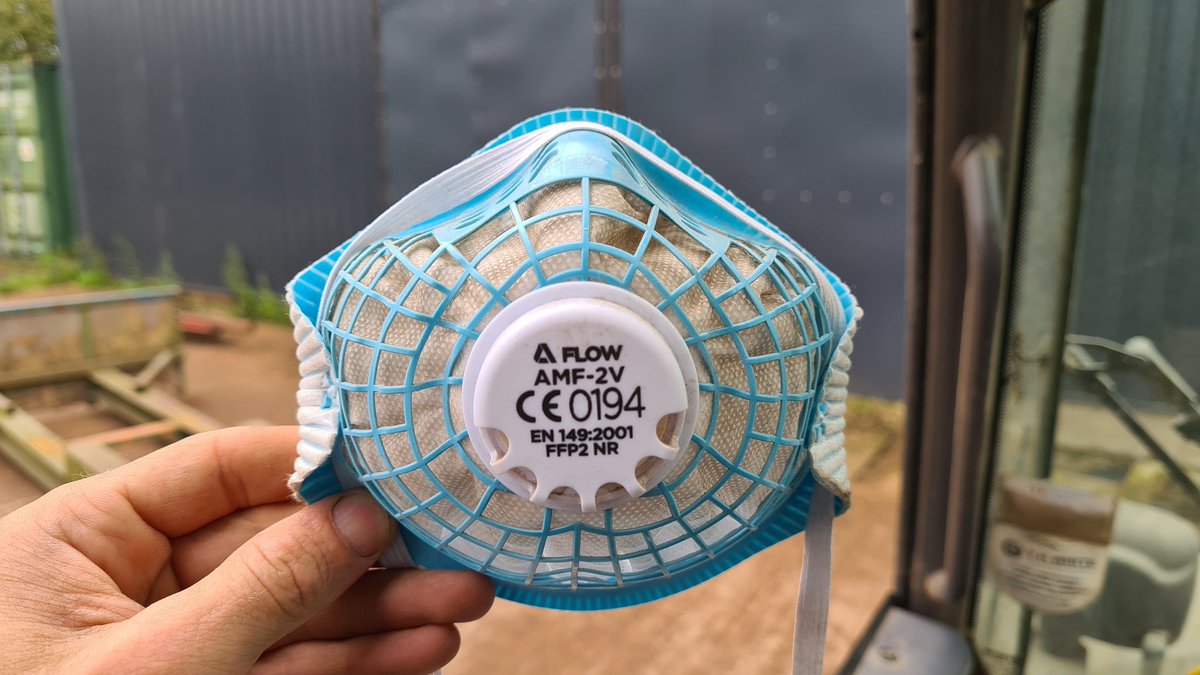 FLOW
AMF-2V
CE 0194
EN 149:2001
FFP2 NR